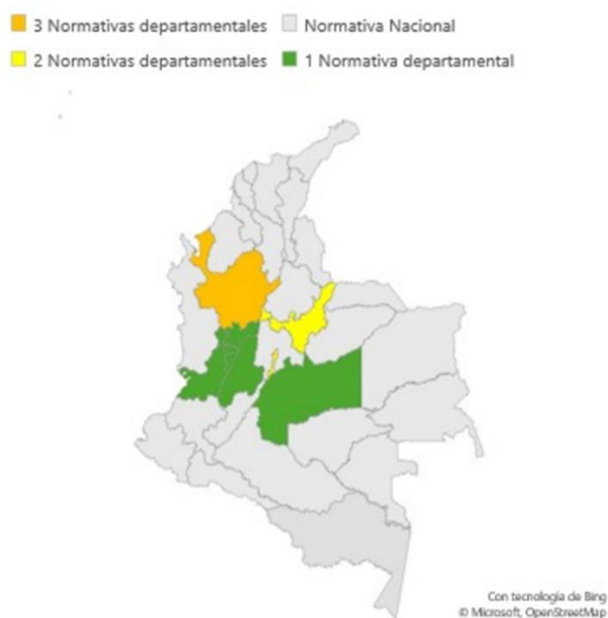 3 Normativas departamentales Normativa Nacional
2 Normativas departamentales 1 Normativa departamental
Con tecnología de Bing
© Microsoft, OpenStreetMap